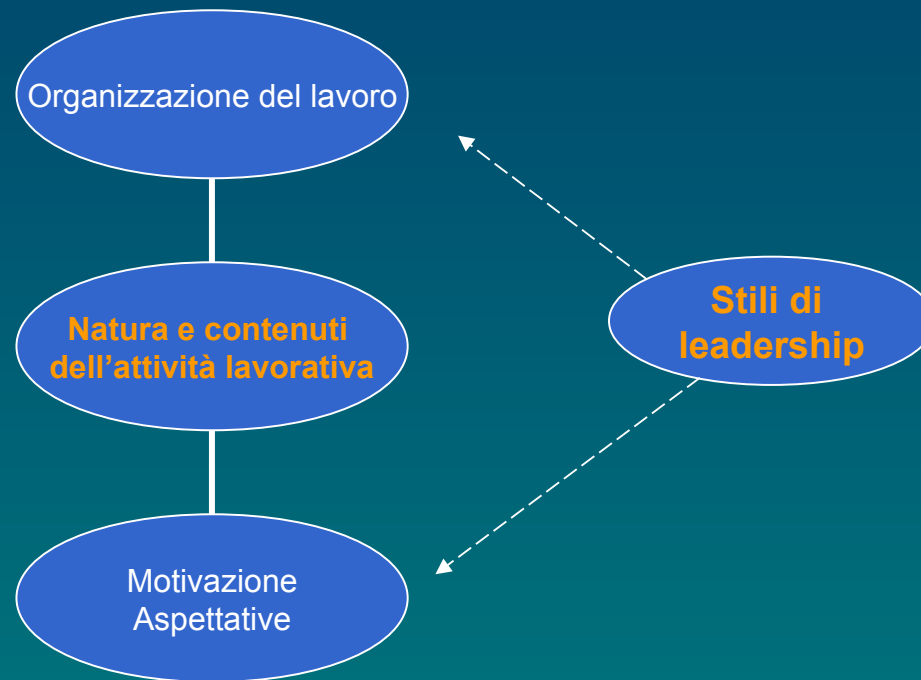 Organizzazione del lavoro
Natura e contenuti
dell’attività lavorativa
Stili di
leadership
Motivazione
Aspettative